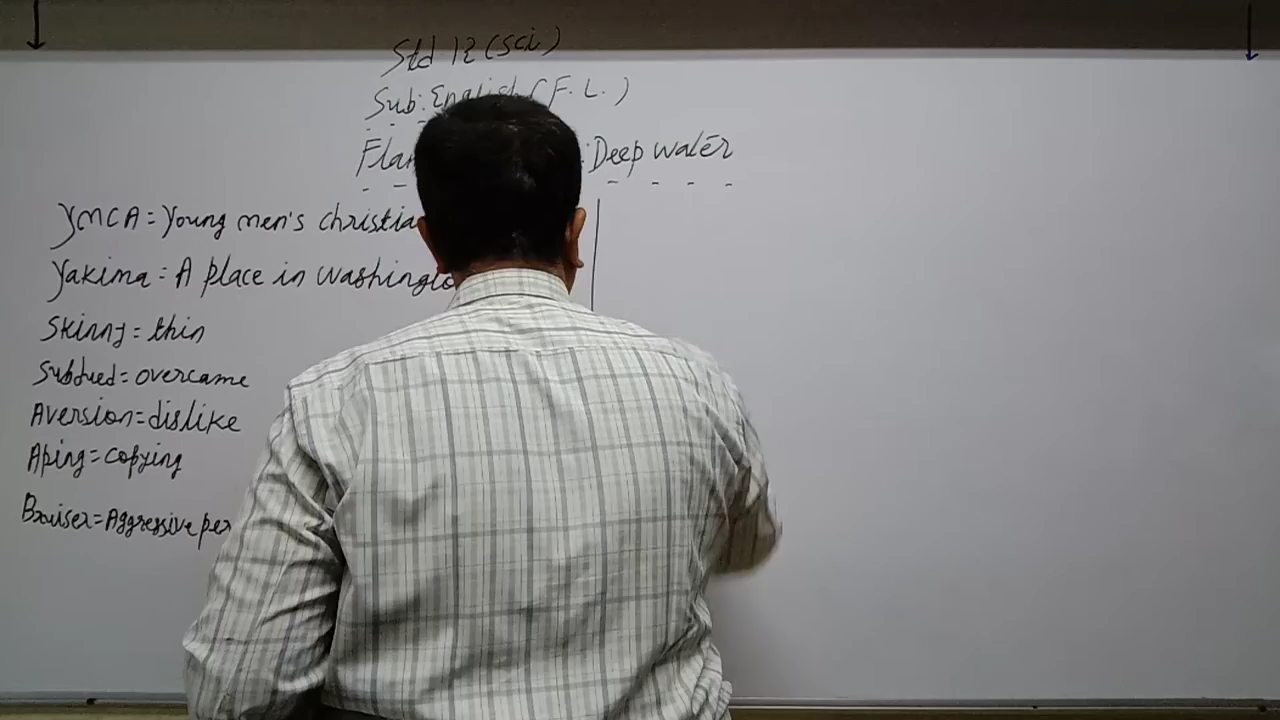 Std 12 (Sci)
Sub: English (F.L.)
: Deep water
YMCA = Young men's christia
Yakima = A place in Washingto
Skinny = thin
Subdued = overcame
Aversion = dislike
Aping = copying
Bruiser = Aggressive per